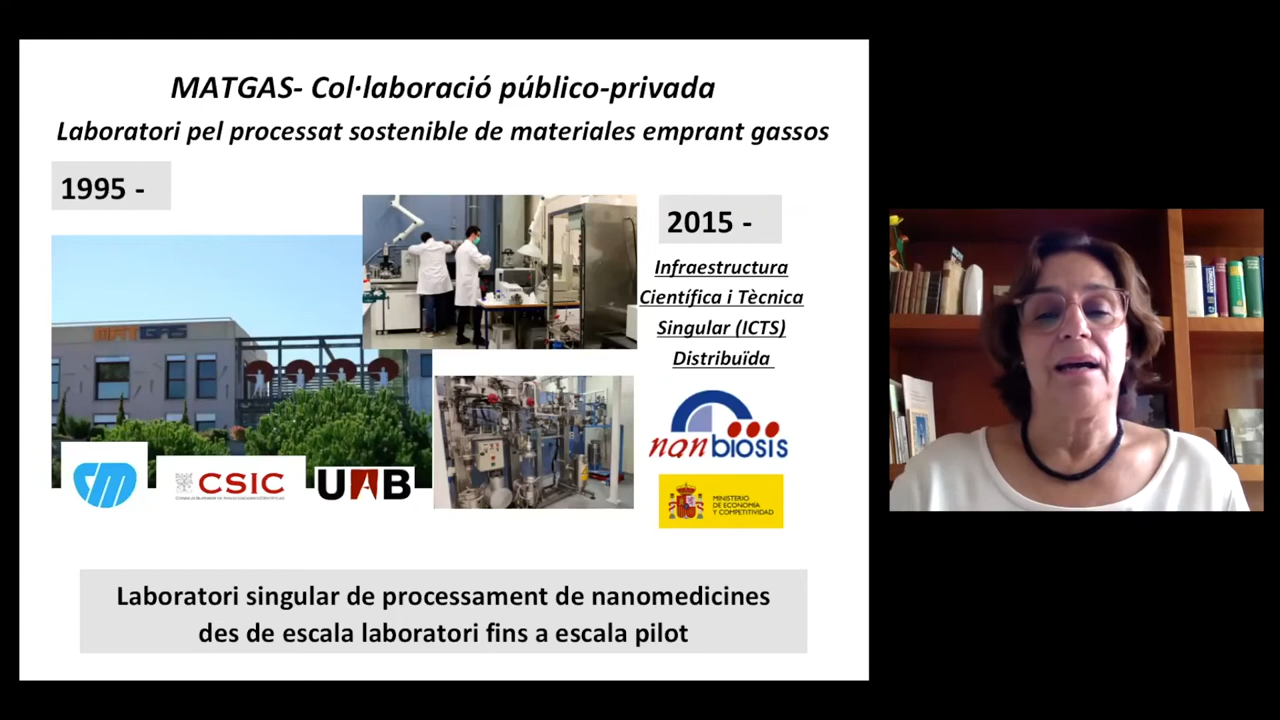 MATGAS- Col·laboració público-privada
Laboratori pel processat sostenible de materiales emprant gassos
1995 -
2015 -
Infraestructura
Científica i Tècnica
Singular (ICTS)
Distribuïda
MATGAS
nanbiosis
CSIC
UAB
MINISTERIO
DE ECONOMÍA
Y COMPETITIVIDAD
Laboratori singular de processament de nanomedicines
des de escala laboratori fins a escala pilot